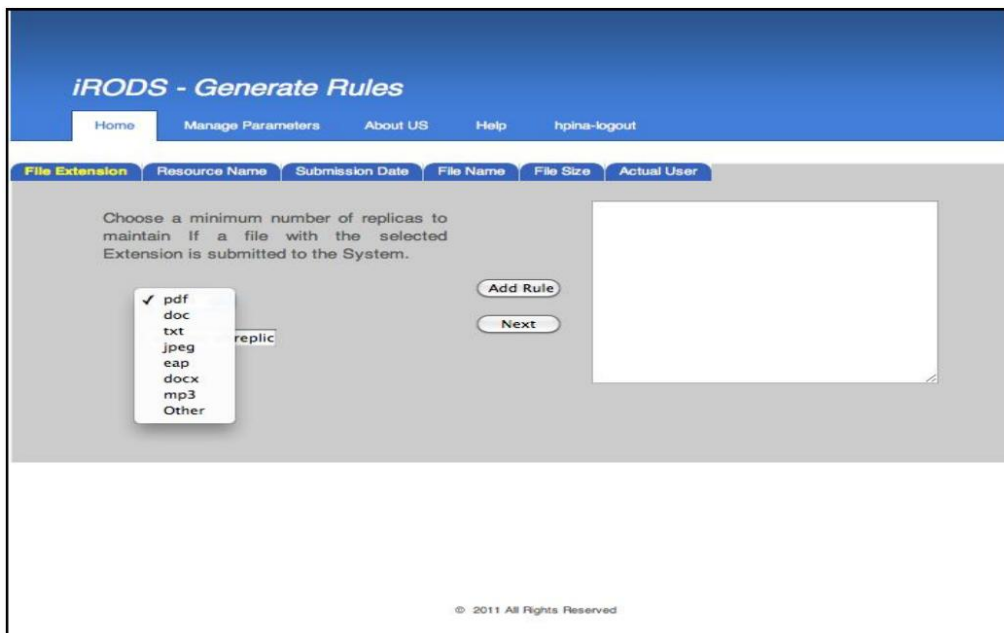 iRODS - Generate Rules
Home Manage Parameters About US Help hpina-logout
File Extension Resource Name Submission Date File Name File Size Actual User
Choose a minimum number of replicas to
maintain If a file with the selected
Extension is submitted to the System.
✓ pdf
doc
txt
jpeg
eap
docx
mp3
Other
replic
Add Rule
Next
© 2011 All Rights Reserved